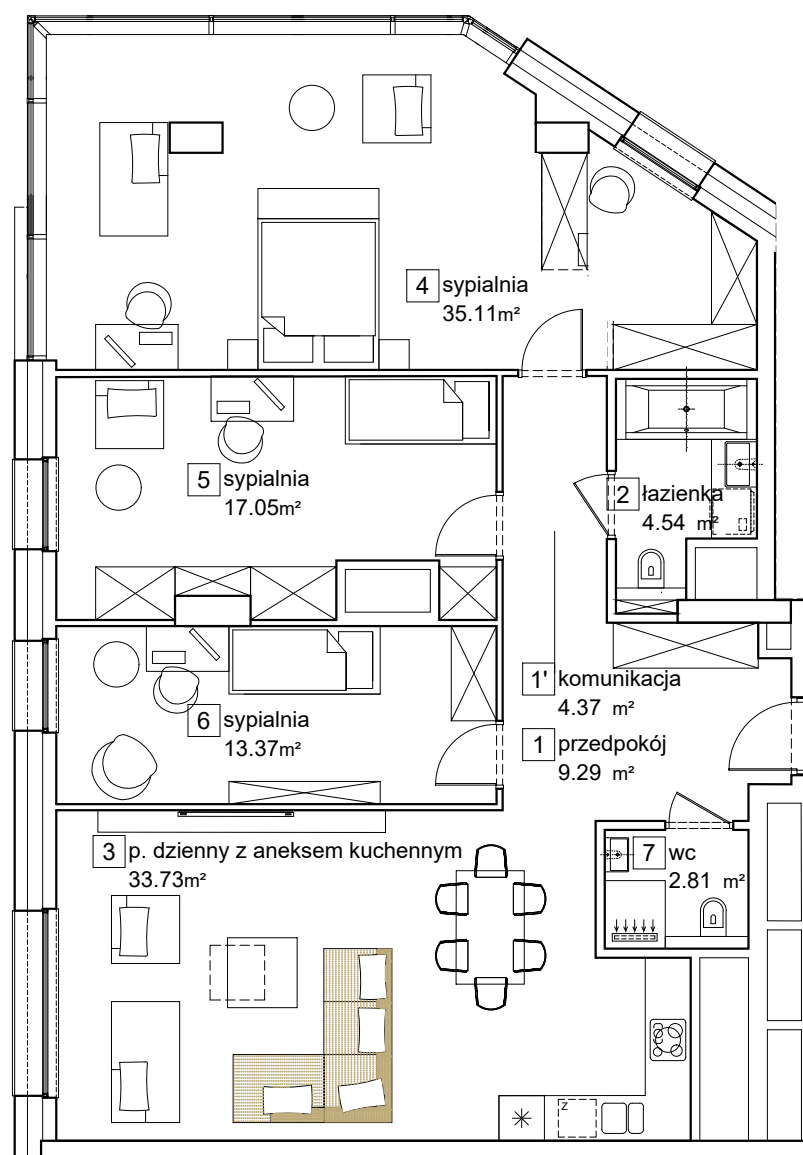 4 sypialnia
35.11m²
5 sypialnia
17.05m²
2 łazienka
4.54 m²
1' komunikacja
4.37 m²
6 sypialnia
13.37m²
1 przedpokój
9.29 m²
3 p. dzienny z aneksem kuchennym
33.73m²
7 wc
2.81 m²
z